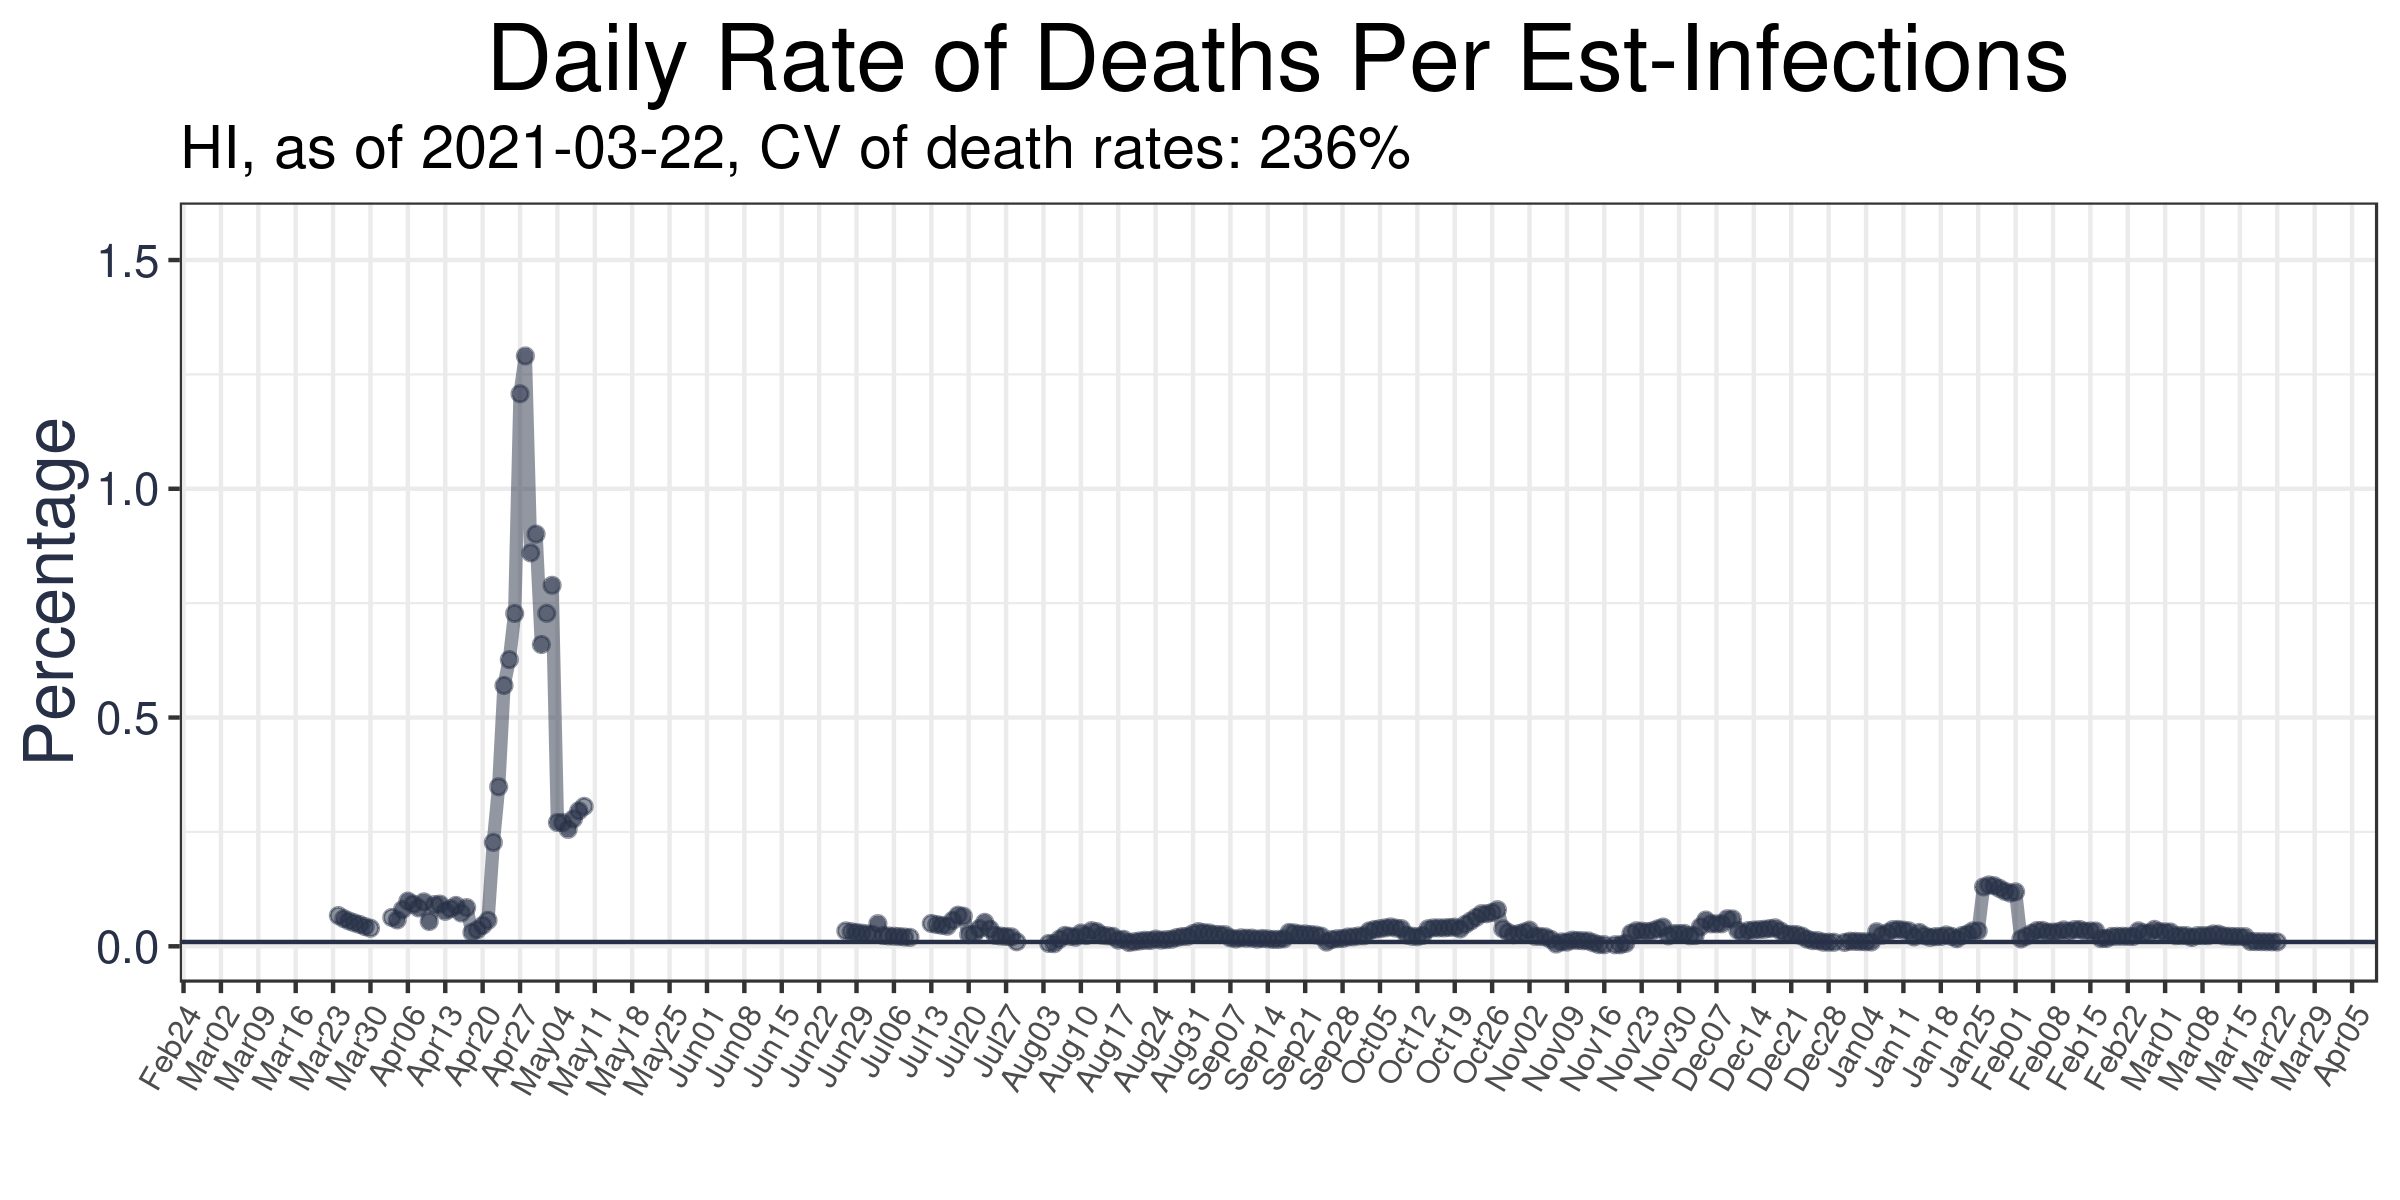 Daily Rate of Deaths Per Est-Infections
HI, as of 2021-03-22, CV of death rates: 236%
Percentage
1.5
1.0
0.5
0.0
Feb24
Mar02
Mar09
Mar16
Mar23
Mar30
Apr06
Apr13
Apr20
Apr27
May04
May11
May18
May25
Jun01
Jun08
Jun15
Jun22
Jun29
Jul06
Jul13
Jul20
Jul27
Aug03
Aug10
Aug17
Aug24
Aug31
Sep07
Sep14
Sep21
Sep28
Oct05
Oct12
Oct19
Oct26
Nov02
Nov09
Nov16
Nov23
Nov30
Dec07
Dec14
Dec21
Dec28
Jan04
Jan11
Jan18
Jan25
Feb01
Feb08
Feb15
Feb22
Mar01
Mar08
Mar15
Mar22
Mar29
Apr05